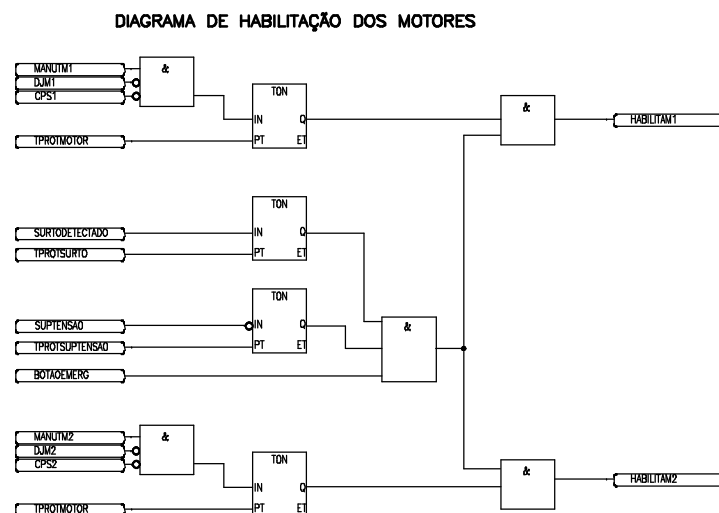 DIAGRAMA DE HABILITAÇÃO DOS MOTORES
MANUTM1
DJM1
CPS1
&
TON
IN Q
PT ET
TPROTMOTOR
&
HABILITAM1
TON
SURTODETECTADO
IN Q
TPROTSURTO
PT ET
TON
SUPTENSAO
IN Q
TPROTSUPTENSAO
PT ET
BOTAOEMERG
&
MANUTM2
DJM2
CPS2
&
TON
IN Q
PT ET
TPROTMOTOR
&
HABILITAM2